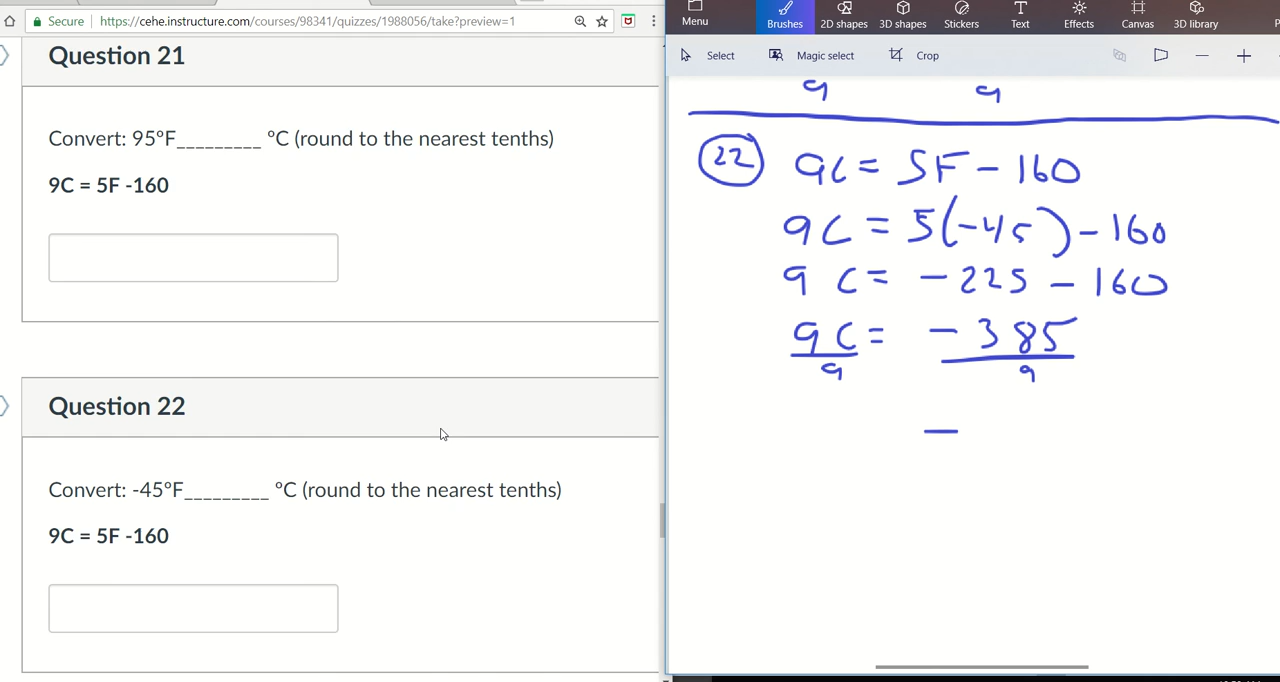 Secure https://cehe.instructure.com/courses/98341/quizzes/1988056/take?preview=1
Menu Brushes 2D shapes 3D shapes Stickers Text Effects Canvas 3D library
Select Magic select Crop
Question 21
Convert: 95°F_________ °C (round to the nearest tenths)
9C = 5F -160
Question 22
Convert: -45°F_________ °C (round to the nearest tenths)
9C = 5F -160
9 9
22 9C = 5F - 160
9C = 5(-45) - 160
9 C = - 225 - 160
9C = - 385
9 9
—